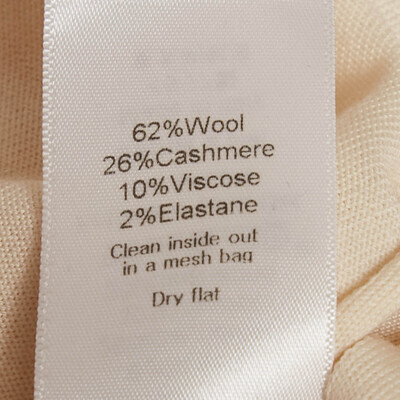 62%Wool
26%Cashmere
10%Viscose
2%Elastane
Clean inside out
in a mesh bag
Dry flat